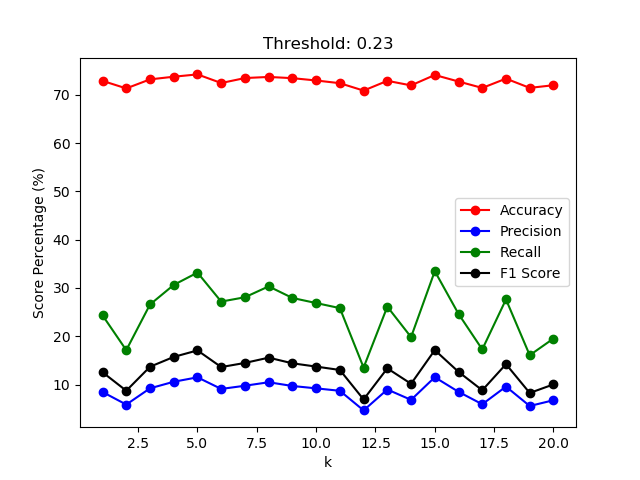 Threshold: 0.23
Score Percentage (%)
70
60
50
40
30
20
10
Accuracy
Precision
Recall
F1 Score
2.5 5.0 7.5 10.0 12.5 15.0 17.5 20.0
k